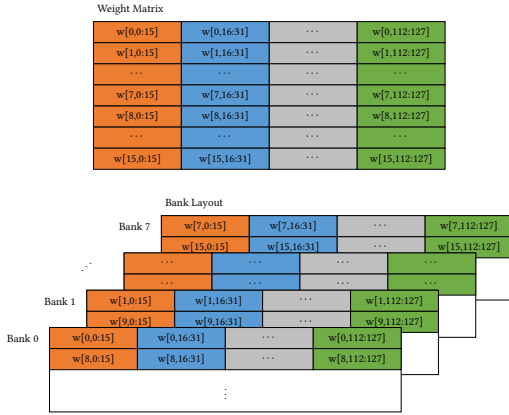 Weight Matrix
w[0,0:15] w[0,16:31] ··· w[0,112:127]
w[1,0:15] w[1,16:31] ··· w[1,112:127]
··· ··· ··· ···
w[7,0:15] w[7,16:31] ··· w[7,112:127]
w[8,0:15] w[8,16:31] ··· w[8,112:127]
··· ··· ··· ···
w[15,0:15] w[15,16:31] ··· w[15,112:127]
Bank Layout
Bank 7 w[7,0:15] w[7,16:31] ··· w[7,112:127]
w[15,0:15] w[15,16:31] ··· w[15,112:127]
⋰ ··· ··· ··· ···
··· ··· ··· ···
Bank 1 w[1,0:15] w[1,16:31] ··· w[1,112:127]
w[9,0:15] w[9,16:31] ··· w[9,112:127]
Bank 0 w[0,0:15] w[0,16:31] ··· w[0,112:127]
w[8,0:15] w[8,16:31] ··· w[8,112:127]
⋮